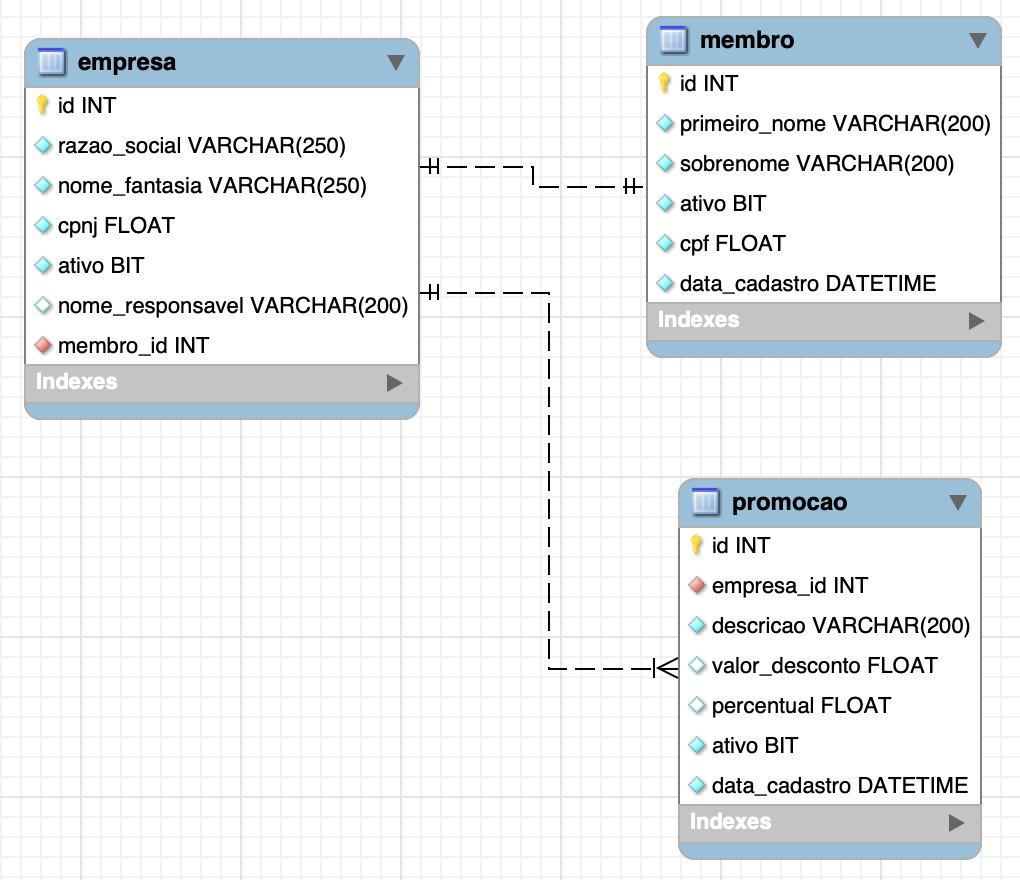 empresa
id INT
razao_social VARCHAR(250)
nome_fantasia VARCHAR(250)
cpnj FLOAT
ativo BIT
nome_responsavel VARCHAR(200)
membro_id INT
Indexes
membro
id INT
primeiro_nome VARCHAR(200)
sobrenome VARCHAR(200)
ativo BIT
cpf FLOAT
data_cadastro DATETIME
Indexes
promocao
id INT
empresa_id INT
descricao VARCHAR(200)
valor_desconto FLOAT
percentual FLOAT
ativo BIT
data_cadastro DATETIME
Indexes